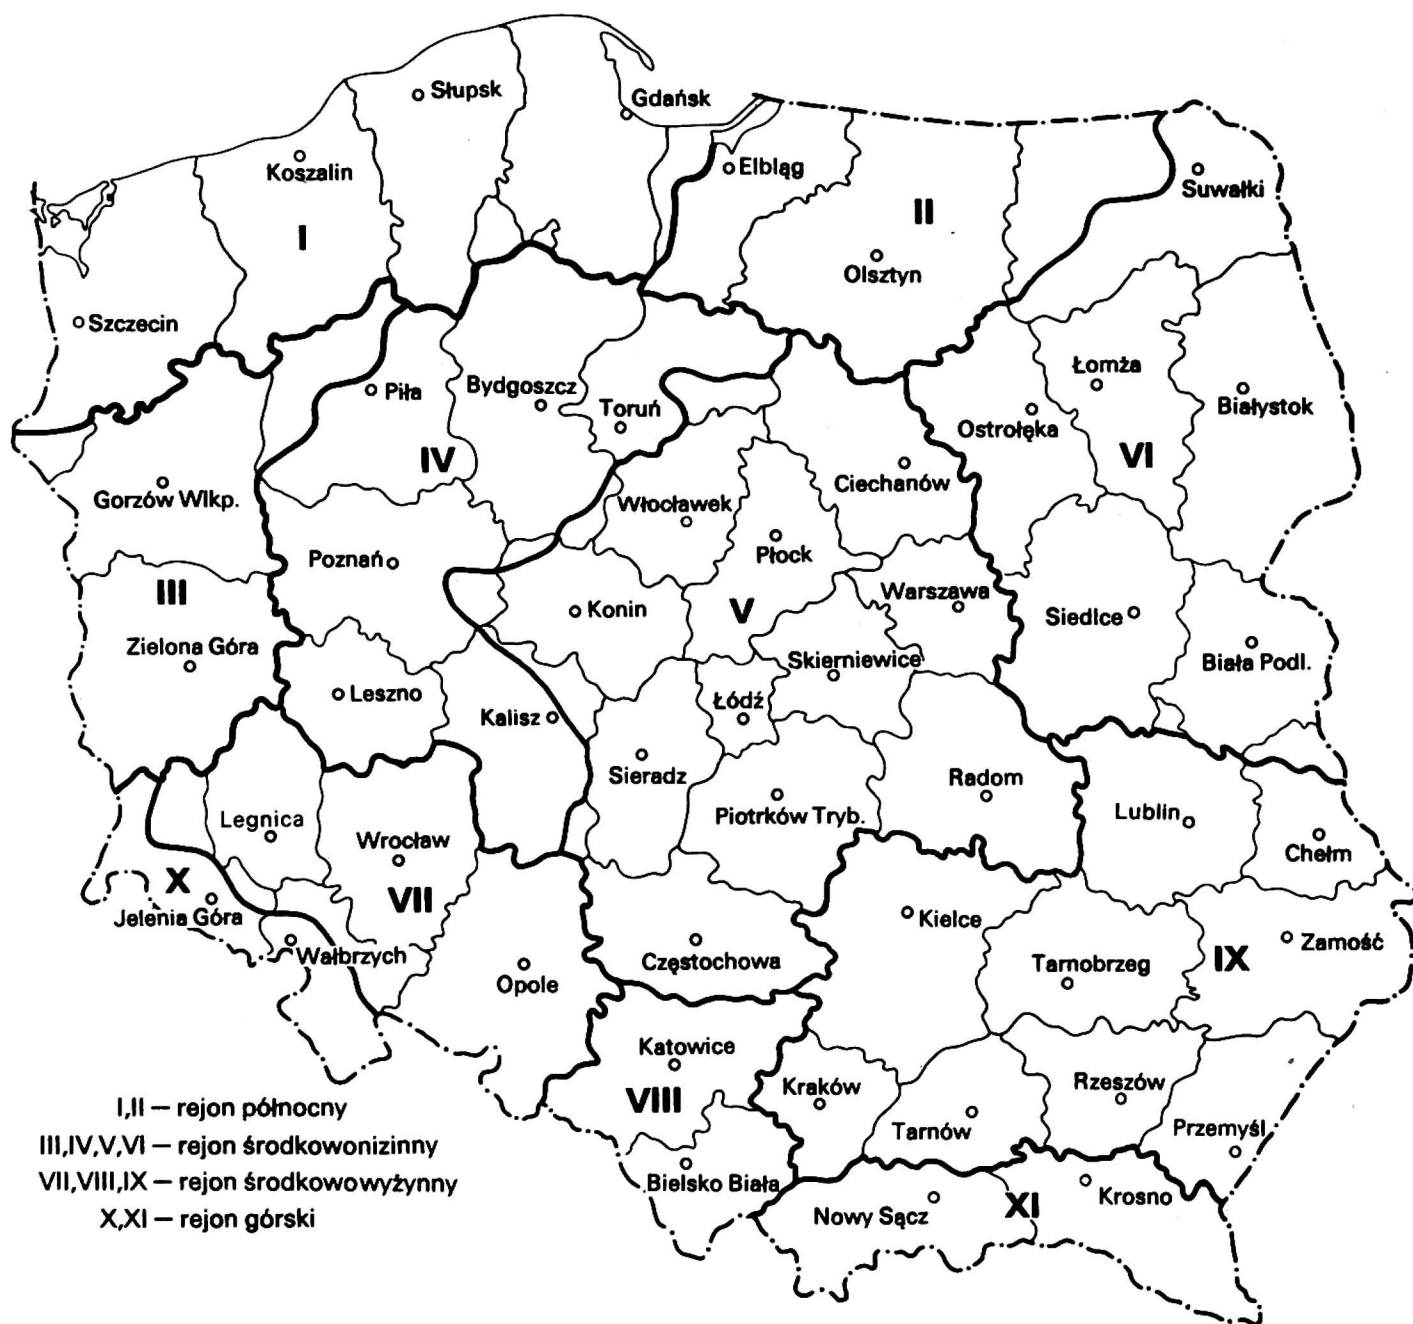 Słupsk
Gdańsk
Koszalin
Elbląg
Suwałki
I
II
Olsztyn
Szczecin
Piła
Bydgoszcz
Toruń
Łomża
Białystok
Ostrołęka
IV
VI
Gorzów Wlkp.
Ciechanów
Włocławek
Poznań
Płock
III
Konin
V
Warszawa
Siedlce
Zielona Góra
Skierniewice
Biała Podl.
Leszno
Łódź
Kalisz
Sieradz
Radom
Legnica
Piotrków Tryb.
Lublin
Wrocław
Chełm
X
Jelenia Góra
VII
Kielce
Wałbrzych
Częstochowa
Zamość
IX
Opole
Tarnobrzeg
Katowice
Kraków
Rzeszów
VIII
Tarnów
Przemyśl
Bielsko Biała
Krosno
Nowy Sącz
XI
I,II — rejon północny
III,IV,V,VI — rejon środkowonizinny
VII,VIII,IX — rejon środkowowyżynny
X,XI — rejon górski